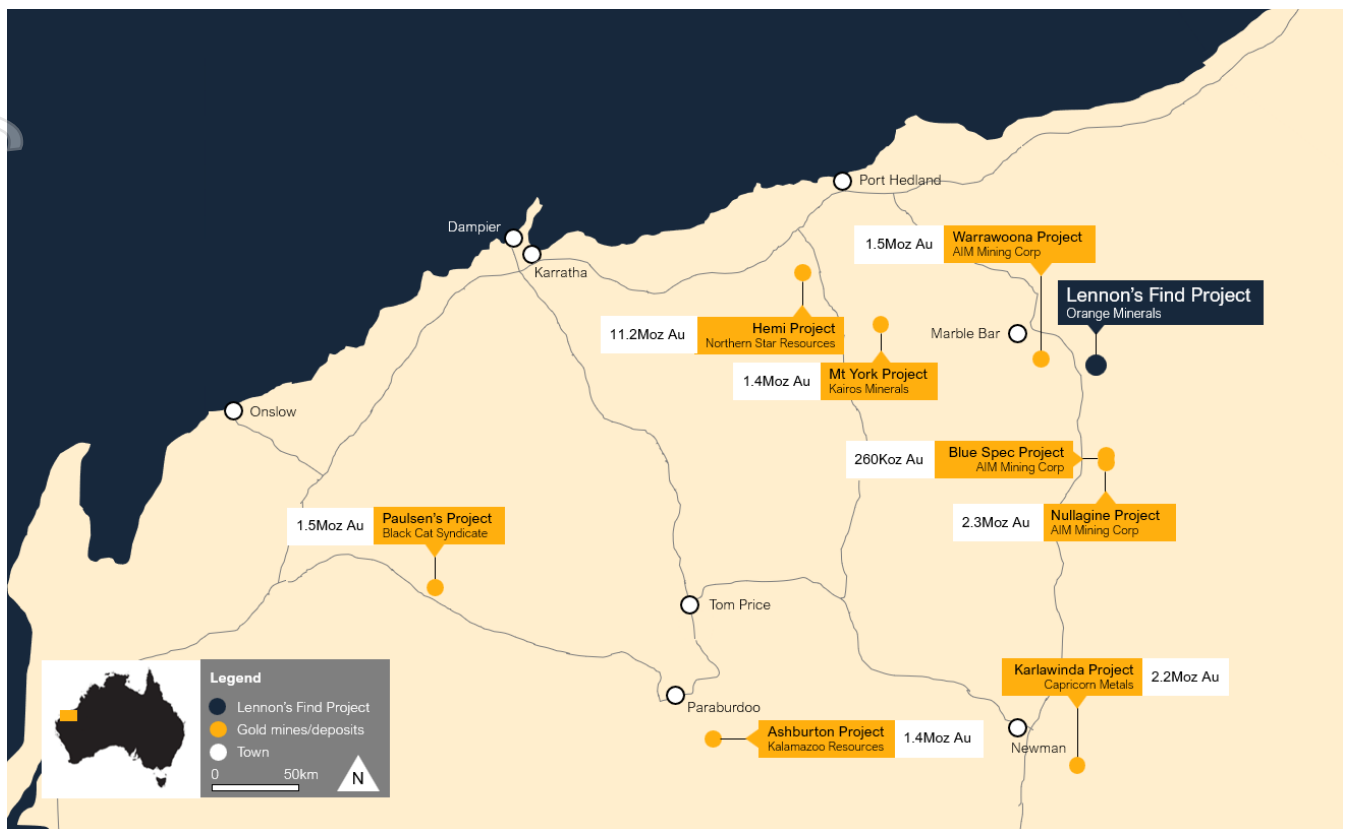 Port Hedland
Dampier
Karratha
1.5Moz Au
Warrawoona Project
AIM Mining Corp
Lennon's Find Project
Orange Minerals
11.2Moz Au
Hemi Project
Northern Star Resources
Marble Bar
1.4Moz Au
Mt York Project
Kairos Minerals
Onslow
260Koz Au
Blue Spec Project
AIM Mining Corp
1.5Moz Au
Paulsen's Project
Black Cat Syndicate
2.3Moz Au
Nullagine Project
AIM Mining Corp
Tom Price
Karlawinda Project
Capricorn Metals
2.2Moz Au
Paraburdoo
Ashburton Project
Kalamazoo Resources
1.4Moz Au
Newman
Legend
Lennon's Find Project
Gold mines/deposits
Town
0 50km
N